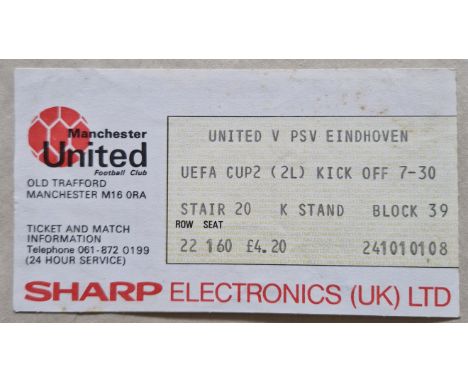 Manchester
United
Football Club
OLD TRAFFORD
MANCHESTER M16 0RA
TICKET AND MATCH
INFORMATION
Telephone 061-872 0199
(24 HOUR SERVICE)
UNITED V PSV EINDHOVEN
UEFA CUP2 (2L) KICK OFF 7-30
STAIR 20 K STAND BLOCK 39
ROW SEAT
22 160 £4.20 241010108
SHARP ELECTRONICS (UK) LTD